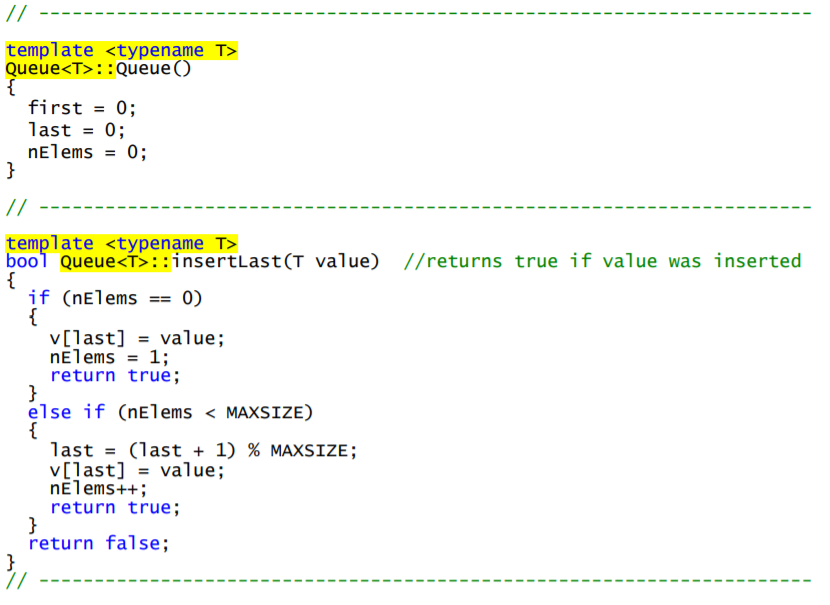 // ----------------------------------------------------------------------
template <typename T>
Queue<T>::Queue()
{
  first = 0;
  last = 0;
  nElems = 0;
}
// ----------------------------------------------------------------------
template <typename T>
bool Queue<T>::insertLast(T value)  //returns true if value was inserted
{
  if (nElems == 0)
  {
    v[last] = value;
    nElems = 1;
    return true;
  }
  else if (nElems < MAXSIZE)
  {
    last = (last + 1) % MAXSIZE;
    v[last] = value;
    nElems++;
    return true;
  }
  return false;
}
// ----------------------------------------------------------------------